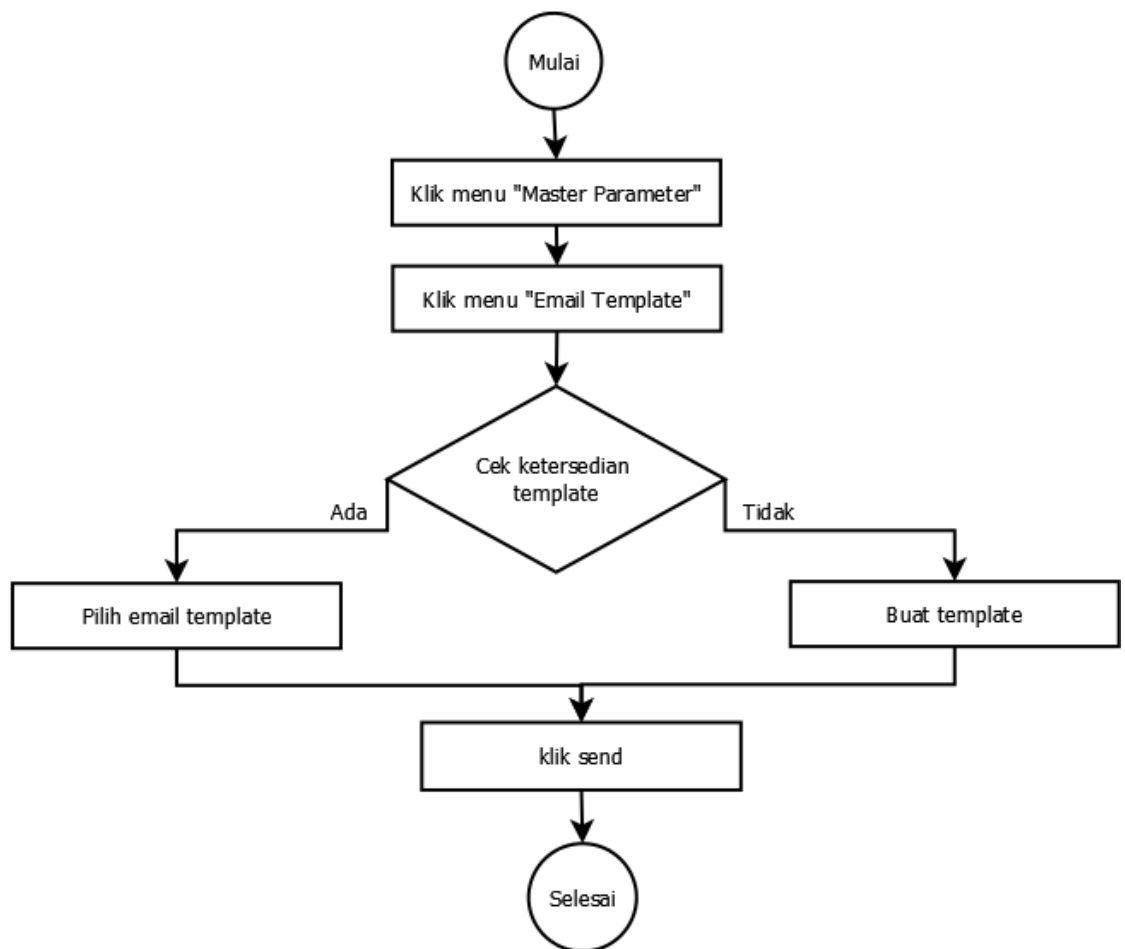 Mulai
Klik menu "Master Parameter"
Klik menu "Email Template"
Cek ketersedian
template
Ada
Tidak
Pilih email template
Buat template
klik send
Selesai